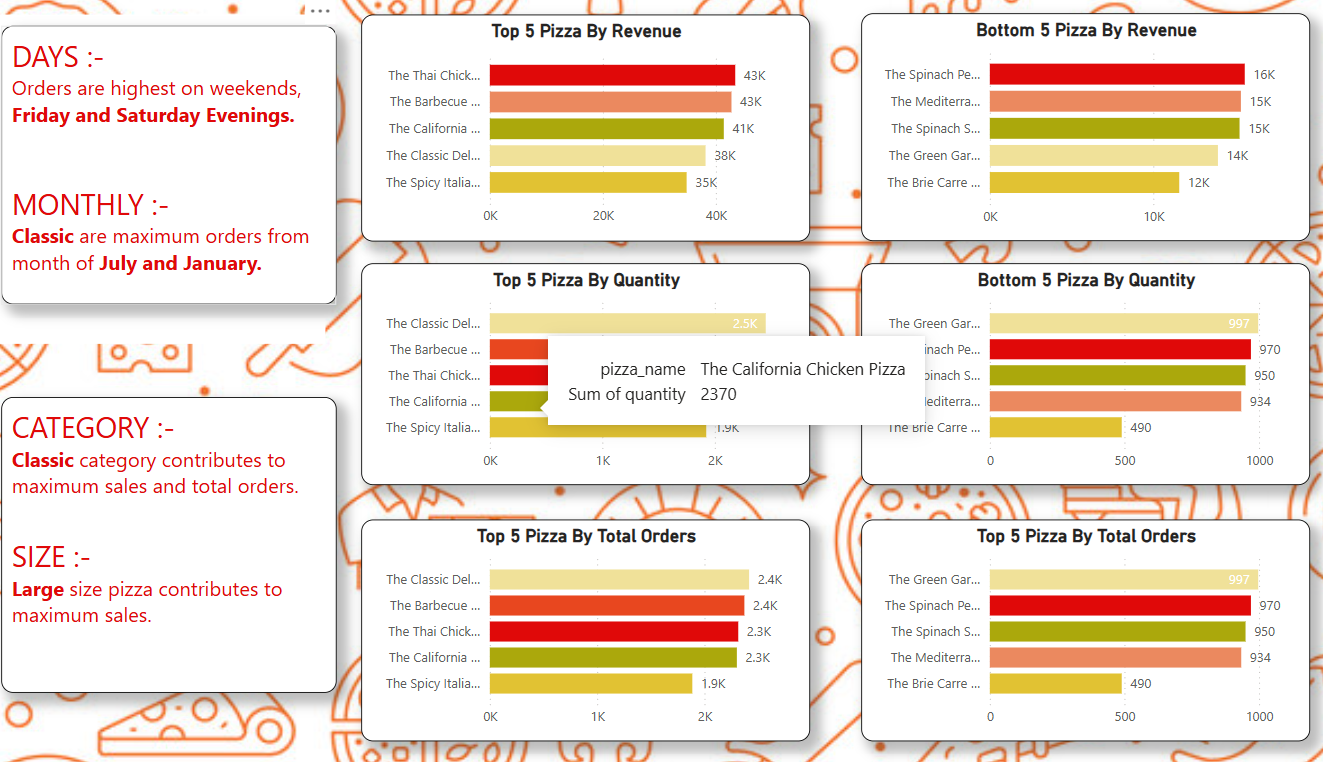 DAYS :-
Orders are highest on weekends,
Friday and Saturday Evenings.
MONTHLY :-
Classic are maximum orders from
month of July and January.
CATEGORY :-
Classic category contributes to
maximum sales and total orders.
SIZE :-
Large size pizza contributes to
maximum sales.
Top 5 Pizza By Revenue
The Thai Chick... 43K
The Barbecue ... 43K
The California ... 41K
The Classic Del... 38K
The Spicy Italia... 35K
0K 20K 40K
Bottom 5 Pizza By Revenue
The Spinach Pe... 16K
The Mediterra... 15K
The Spinach S... 15K
The Green Gar... 14K
The Brie Carre ... 12K
0K 10K
Top 5 Pizza By Quantity
The Classic Del... 2.5K
The Barbecue ...
The Thai Chick...
The California ...
The Spicy Italia... 1.9K
0K 1K 2K
pizza_name The California Chicken Pizza
Sum of quantity 2370
Bottom 5 Pizza By Quantity
The Green Gar... 997
inach Pe... 970
pinach S... 950
editerra... 934
The Brie Carre ... 490
0 500 1000
Top 5 Pizza By Total Orders
The Classic Del... 2.4K
The Barbecue ... 2.4K
The Thai Chick... 2.3K
The California ... 2.3K
The Spicy Italia... 1.9K
0K 1K 2K
Top 5 Pizza By Total Orders
The Green Gar... 997
The Spinach Pe... 970
The Spinach S... 950
The Mediterra... 934
The Brie Carre ... 490
0 500 1000